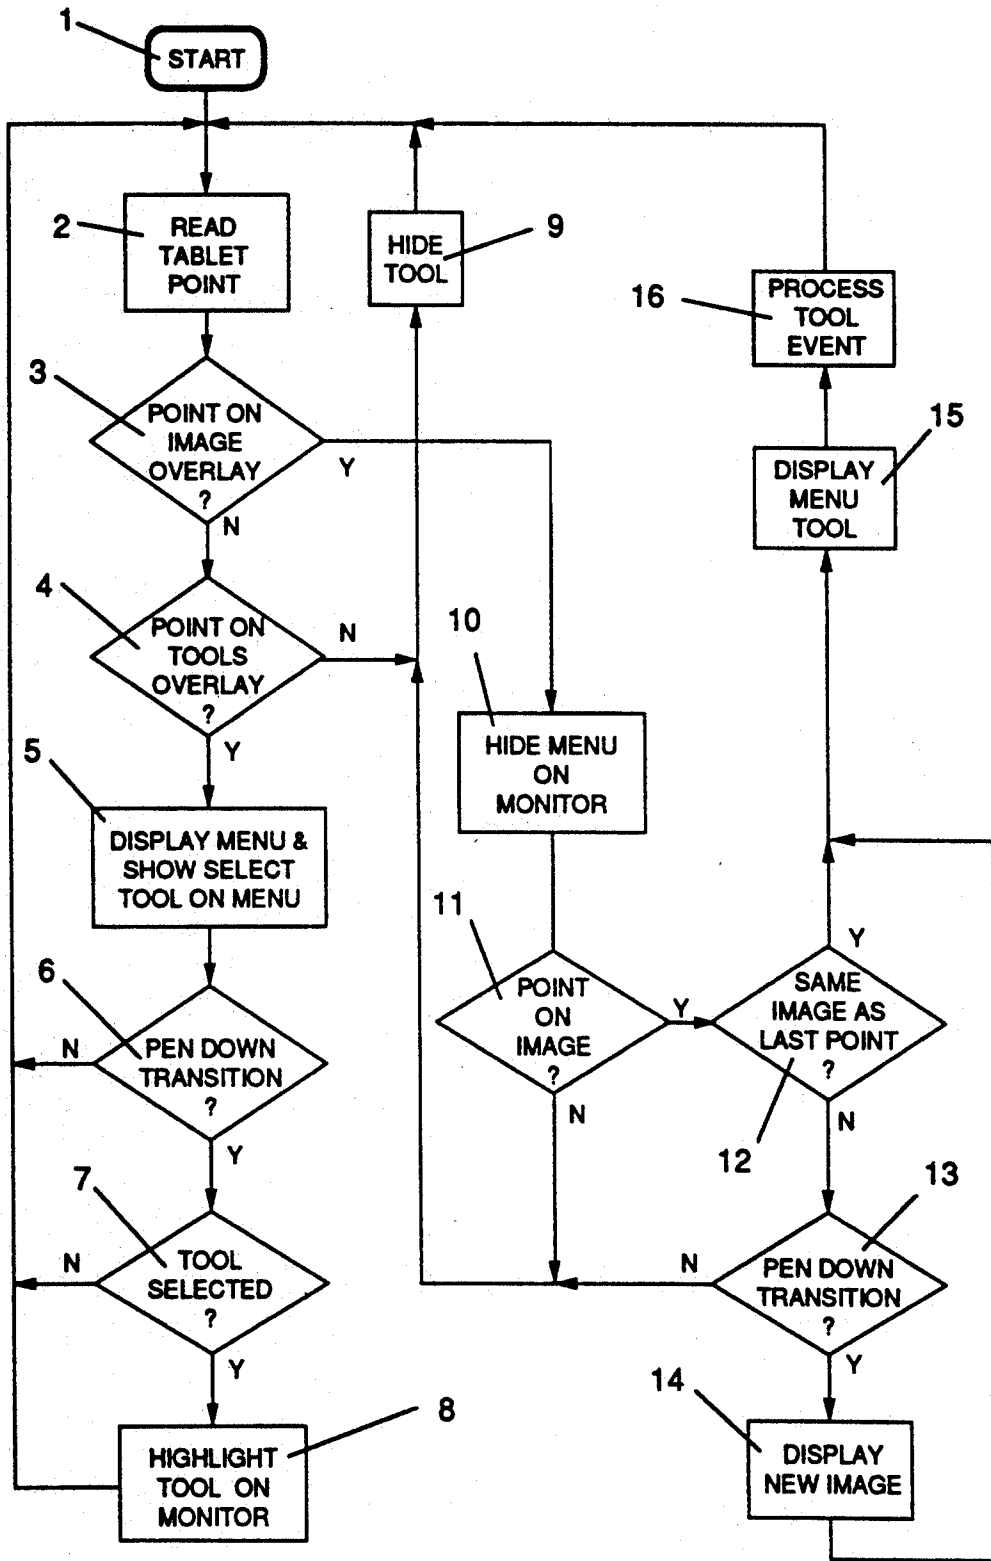 1
START
2
READ
TABLET
POINT
HIDE
TOOL
9
16
PROCESS
TOOL
EVENT
3
POINT ON
IMAGE
OVERLAY
?
Y
N
15
DISPLAY
MENU
TOOL
4
POINT ON
TOOLS
OVERLAY
?
N
Y
10
HIDE MENU
ON
MONITOR
5
DISPLAY MENU &
SHOW SELECT
TOOL ON MENU
11
POINT
ON
IMAGE
?
Y
N
Y
SAME
IMAGE AS
LAST POINT
?
12
N
6
PEN DOWN
TRANSITION
?
N
Y
7
TOOL
SELECTED
?
N
Y
13
PEN DOWN
TRANSITION
?
N
Y
8
HIGHLIGHT
TOOL ON
MONITOR
14
DISPLAY
NEW IMAGE